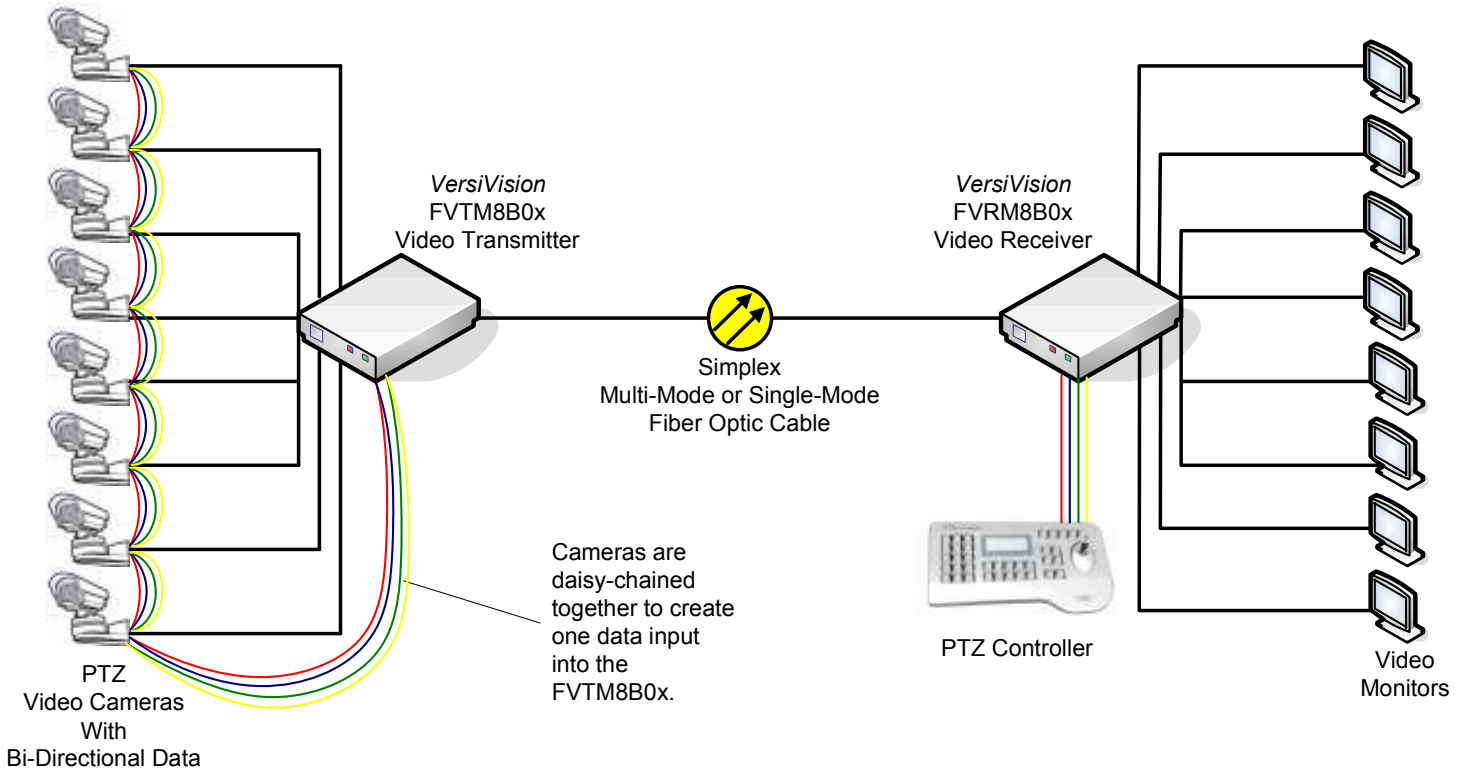 VersiVision
FVTM8B0x
Video Transmitter
VersiVision
FVRM8B0x
Video Receiver
Simplex
Multi-Mode or Single-Mode
Fiber Optic Cable
Cameras are
daisy-chained
together to create
one data input
into the
FVTM8B0x.
PTZ Controller
PTZ
Video Cameras
With
Bi-Directional Data
Video
Monitors